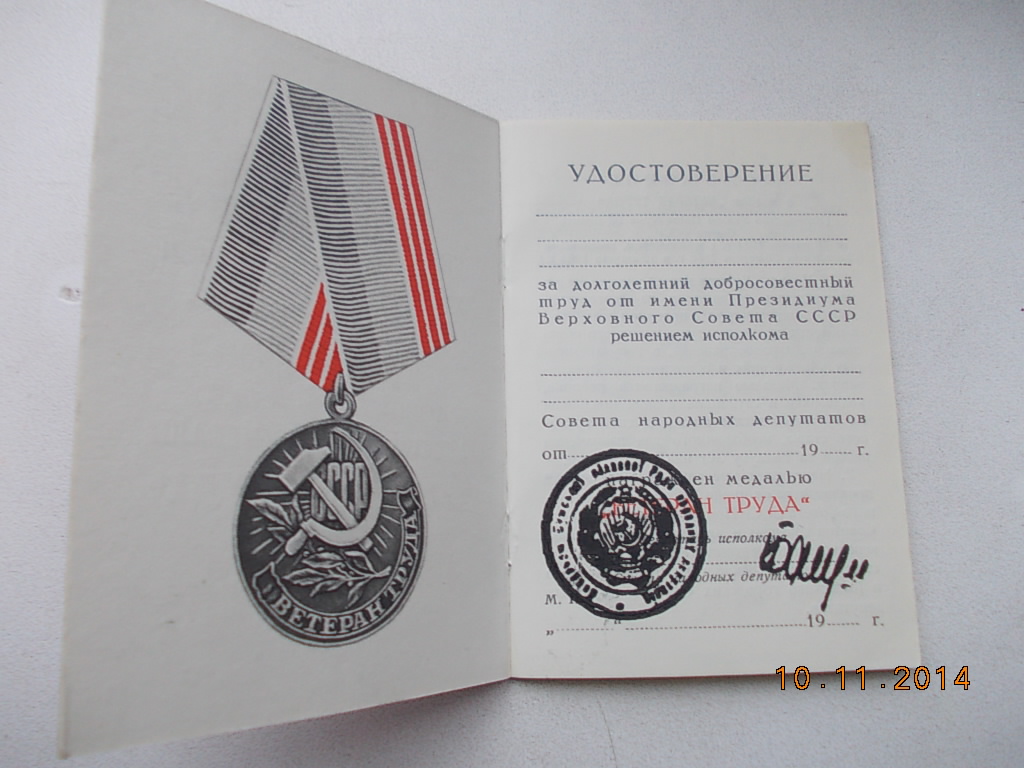 СССР
ВЕТЕРАН ТРУДА
УДОСТОВЕРЕНИЕ
за долголетний добросовестный
труд от имени Президиума
Верховного Совета СССР
решением исполкома
Совета народных депутатов
от 19 г.
медалью
ТРУДА“
исполкома
М.
„ “ 19 г.
10.11.2014